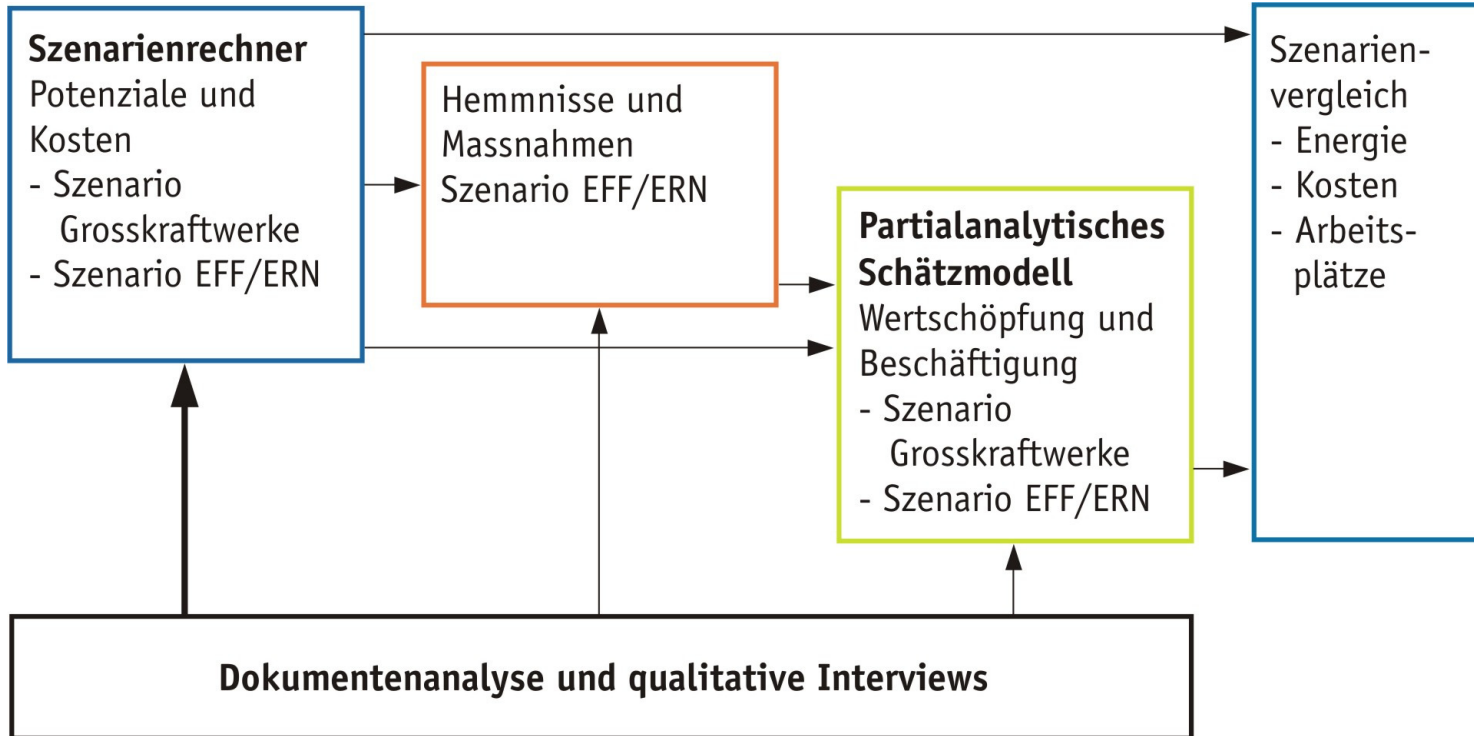 Szenarienrechner
Potenziale und
Kosten
- Szenario
Grosskraftwerke
- Szenario EFF/ERN
Hemmnisse und
Massnahmen
Szenario EFF/ERN
Partialanalytisches
Schätzmodell
Wertschöpfung und
Beschäftigung
- Szenario
Grosskraftwerke
- Szenario EFF/ERN
Szenarien-
vergleich
- Energie
- Kosten
- Arbeits-
plätze
Dokumentenanalyse und qualitative Interviews